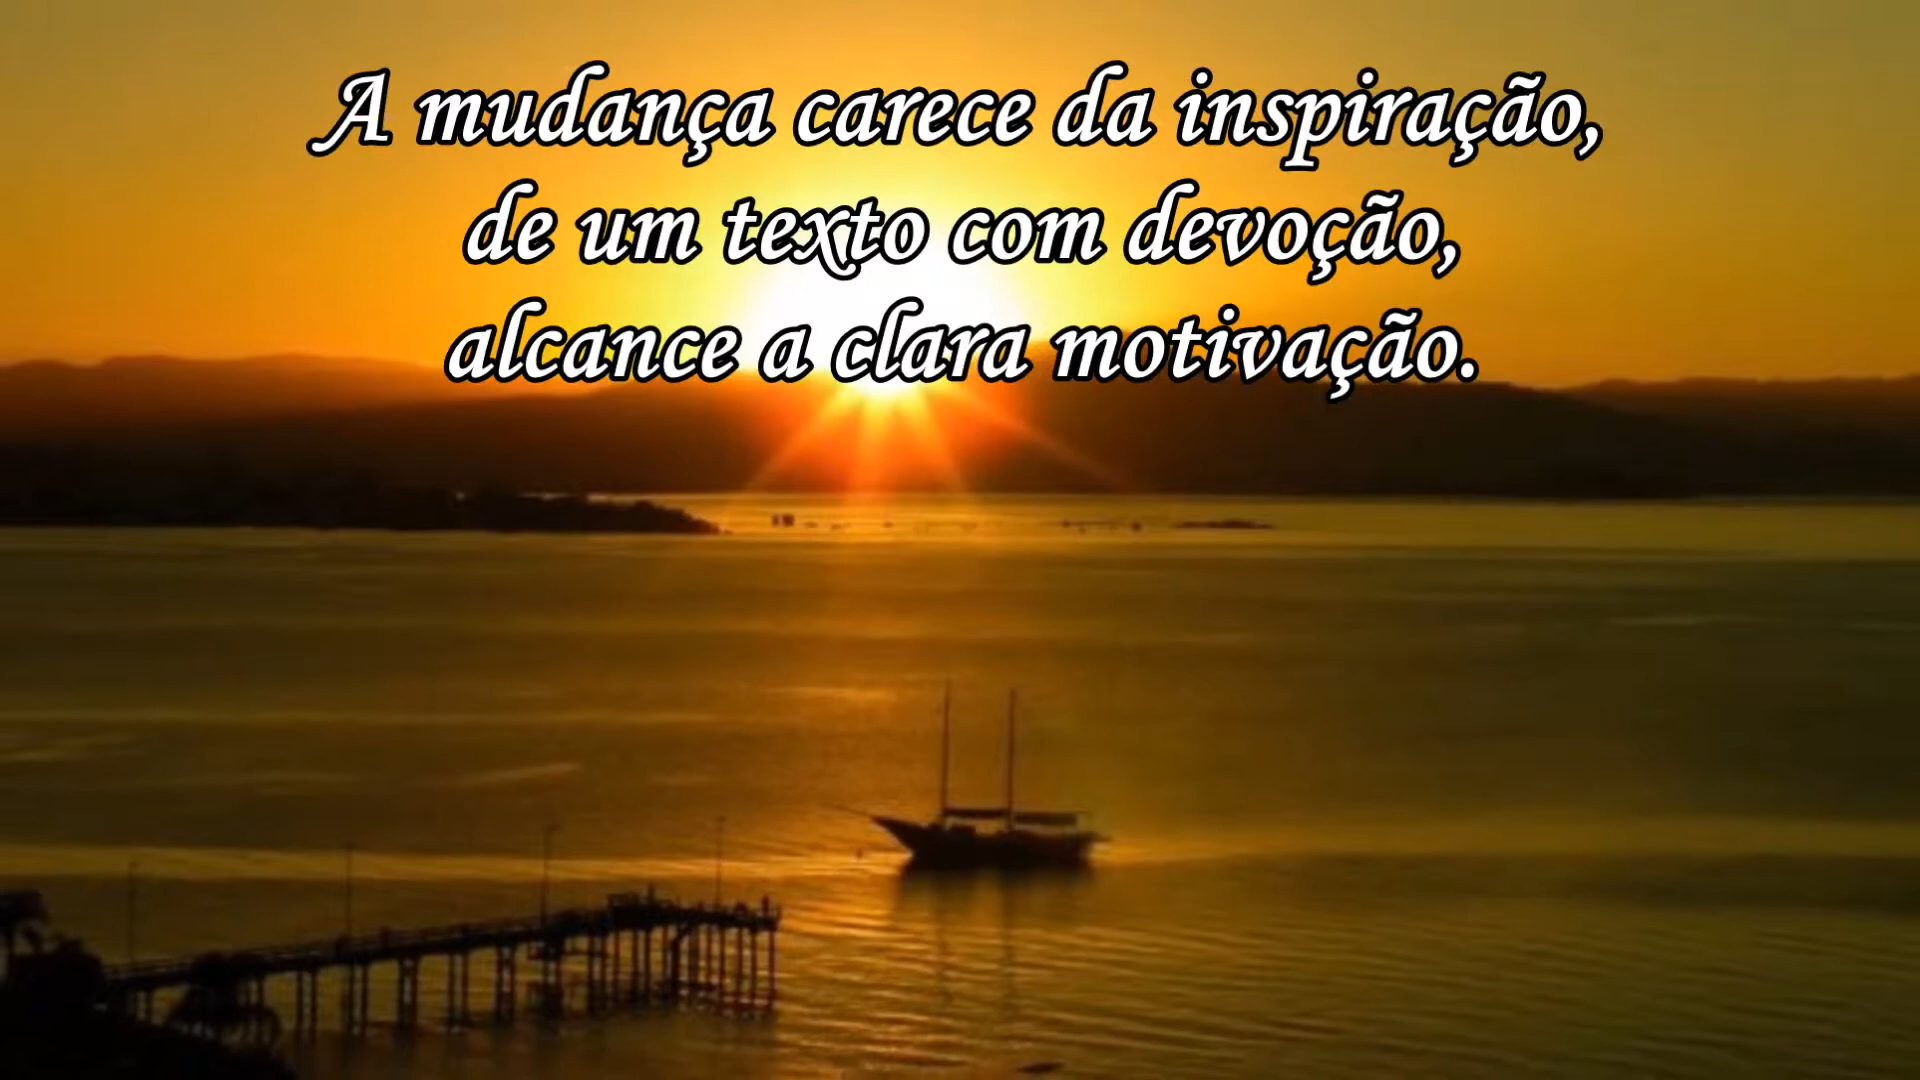 A mudança carece da inspiração,
de um texto com devoção,
alcance a clara motivação.